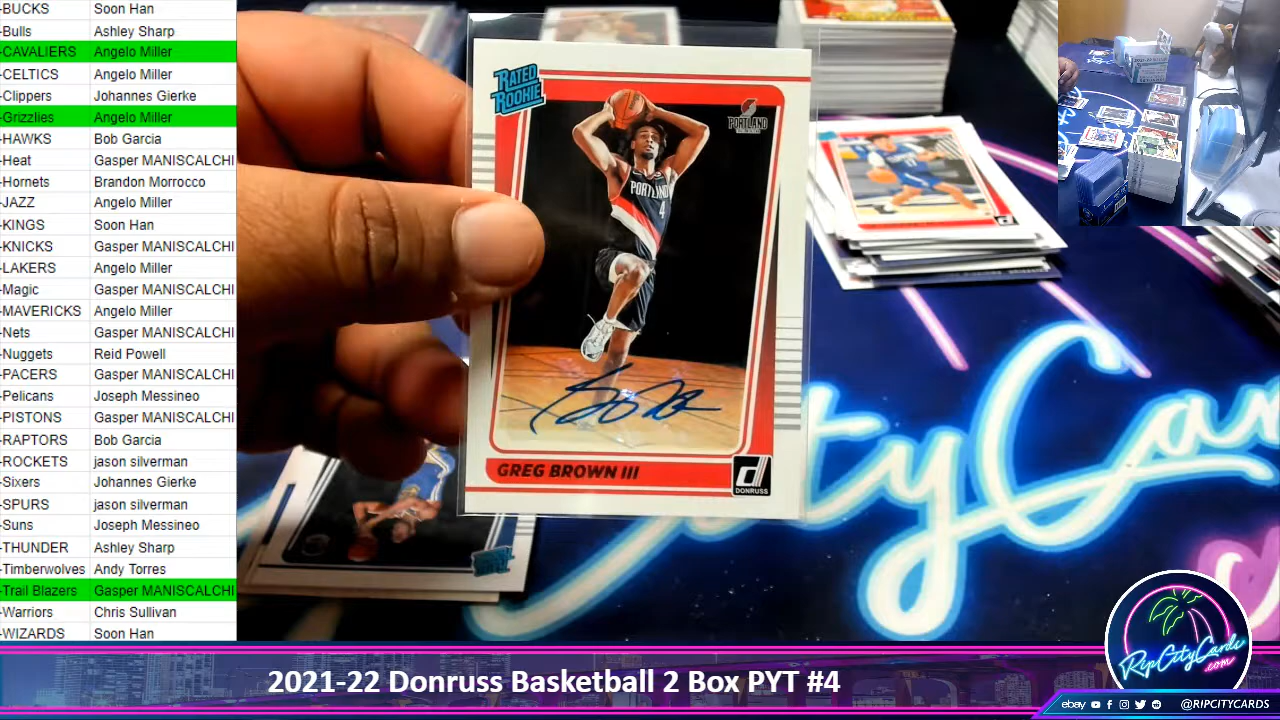 -BUCKS Soon Han
-Bulls Ashley Sharp
-CAVALIERS Angelo Miller
-CELTICS Angelo Miller
-Clippers Johannes Gierke
-Grizzlies Angelo Miller
-HAWKS Bob Garcia
-Heat Gasper MANISCALCHI
-Hornets Brandon Morrocco
-JAZZ Angelo Miller
-KINGS Soon Han
-KNICKS Gasper MANISCALCHI
-LAKERS Angelo Miller
-Magic Gasper MANISCALCHI
-MAVERICKS Angelo Miller
-Nets Gasper MANISCALCHI
-Nuggets Reid Powell
-PACERS Gasper MANISCALCHI
-Pelicans Joseph Messineo
-PISTONS Gasper MANISCALCHI
-RAPTORS Bob Garcia
-ROCKETS jason silverman
-Sixers Johannes Gierke
-SPURS jason silverman
-Suns Joseph Messineo
-THUNDER Ashley Sharp
-Timberwolves Andy Torres
-Trail Blazers Gasper MANISCALCHI
-Warriors Chris Sullivan
-WIZARDS Soon Han
RATED
ROOKIE
PORTLAND
PORTLAND
4
GREG BROWN III
DONRUSS
tyCar
2021-22 Donruss Basketball 2 Box PYT #4
RipCityCards
.com
ebay @RIPCITYCARDS